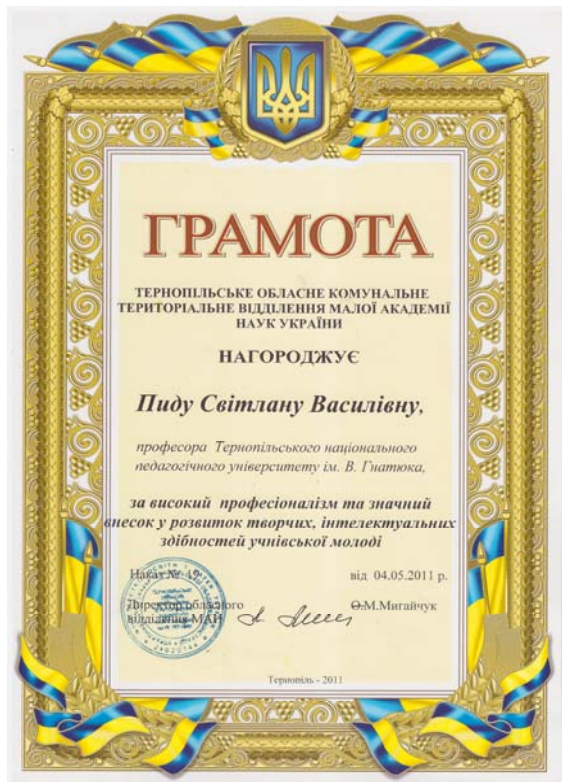 ГРАМОТА
ТЕРНОПІЛЬСЬКЕ ОБЛАСНЕ КОМУНАЛЬНЕ
ТЕРИТОРІАЛЬНЕ ВІДДІЛЕННЯ МАЛОЇ АКАДЕМІЇ
НАУК УКРАЇНИ
НАГОРОДЖУЄ
Пиду Світлану Василівну,
професора Тернопільського національного
педагогічного університету ім. В. Гнатюка,
за високий професіоналізм та значний
внесок у розвиток творчих, інтелектуальних
здібностей учнівської молоді
Наказ № від 04.05.2011 р.
Директор обласного О.М.Мигайчук
відділення МАН
Тернопіль - 2011